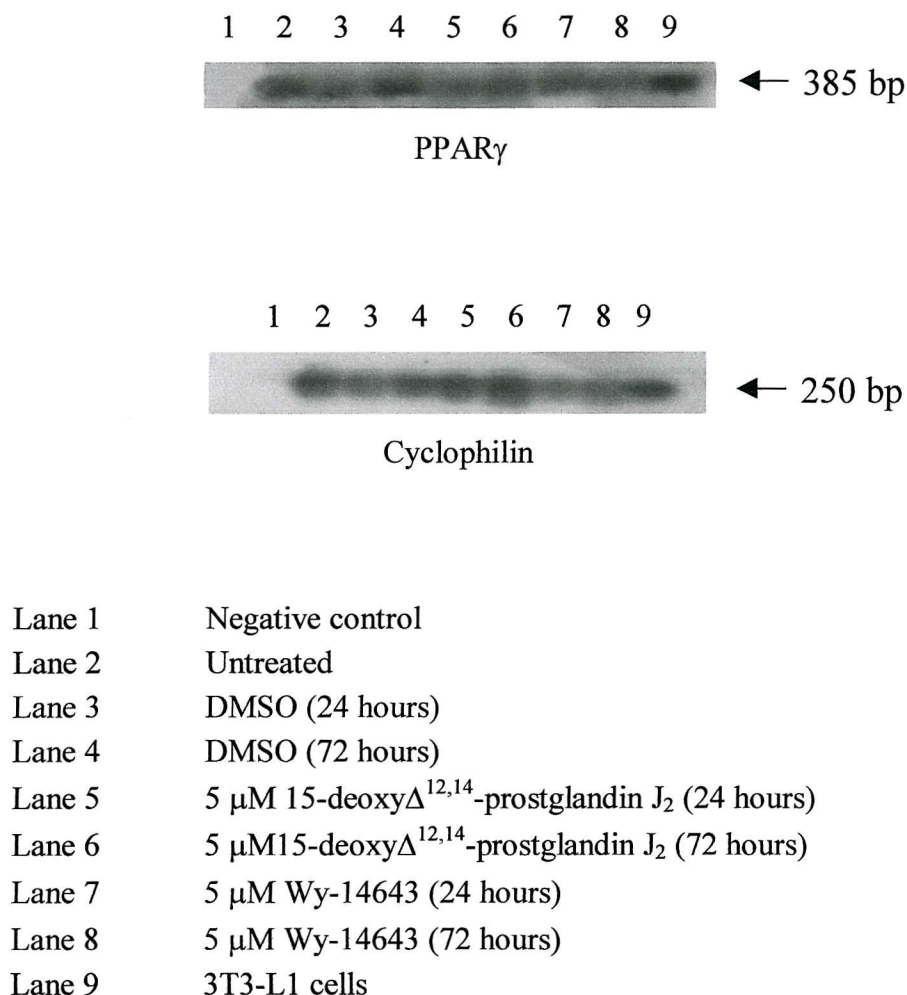 1 2 3 4 5 6 7 8 9
385 bp
PPARγ
1 2 3 4 5 6 7 8 9
250 bp
Cyclophilin
Lane 1 Negative control
Lane 2 Untreated
Lane 3 DMSO (24 hours)
Lane 4 DMSO (72 hours)
Lane 5 5 μM 15-deoxyΔ12,14-prostglandin J2 (24 hours)
Lane 6 5 μM15-deoxyΔ12,14-prostglandin J2 (72 hours)
Lane 7 5 μM Wy-14643 (24 hours)
Lane 8 5 μM Wy-14643 (72 hours)
Lane 9 3T3-L1 cells